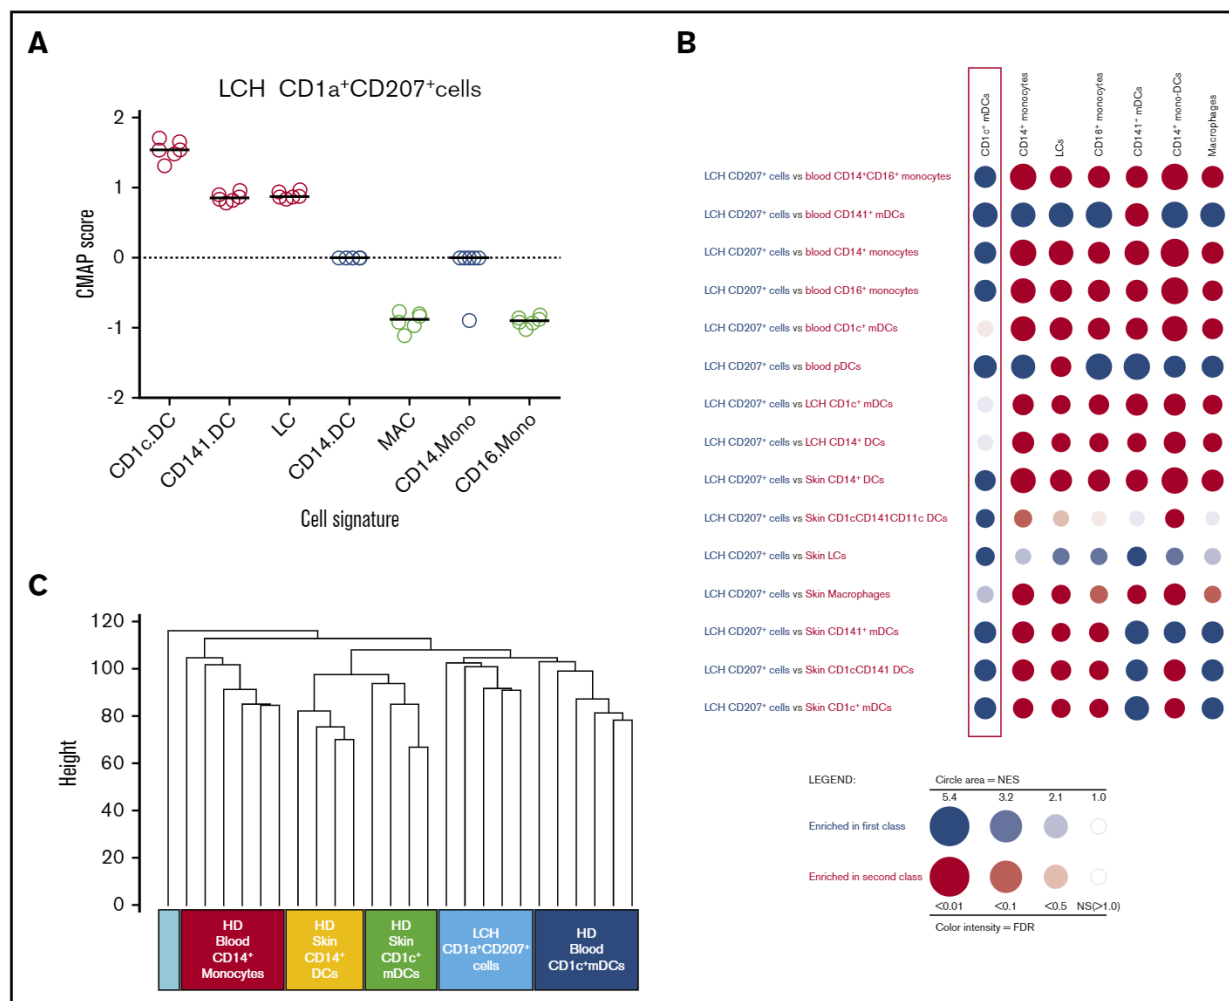 A
LCH CD1a⁺CD207⁺cells
CMAP score
2
1
0
-1
-2
CD1c.DC
CD141.DC
LC
CD14.DC
MAC
CD14.Mono
CD16.Mono
Cell signature
B
CD1c⁺ mDCs
CD14⁺ monocytes
LCs
CD16⁺ monocytes
CD141⁺ mDCs
CD14⁺ mono-DCs
Macrophages
LCH CD207⁺ cells vs blood CD14⁺CD16⁺ monocytes
LCH CD207⁺ cells vs blood CD141⁺ mDCs
LCH CD207⁺ cells vs blood CD14⁺ monocytes
LCH CD207⁺ cells vs blood CD16⁺ monocytes
LCH CD207⁺ cells vs blood CD1c⁺ mDCs
LCH CD207⁺ cells vs blood pDCs
LCH CD207⁺ cells vs LCH CD1c⁺ mDCs
LCH CD207⁺ cells vs LCH CD14⁺ DCs
LCH CD207⁺ cells vs Skin CD14⁺ DCs
LCH CD207⁺ cells vs Skin CD1cCD141CD11c DCs
LCH CD207⁺ cells vs Skin LCs
LCH CD207⁺ cells vs Skin Macrophages
LCH CD207⁺ cells vs Skin CD141⁺ mDCs
LCH CD207⁺ cells vs Skin CD1cCD141 DCs
LCH CD207⁺ cells vs Skin CD1c⁺ mDCs
LEGEND:
Circle area = NES
5.4 3.2 2.1 1.0
Enriched in first class
Enriched in second class
<0.01 <0.1 <0.5 NS(>1.0)
Color intensity = FDR
C
Height
120
100
80
60
40
20
0
HD
Blood
CD14⁺
Monocytes
HD
Skin
CD14⁺
DCs
HD
Skin
CD1c⁺
mDCs
LCH
CD1a⁺CD207⁺
cells
HD
Blood
CD1c⁺mDCs